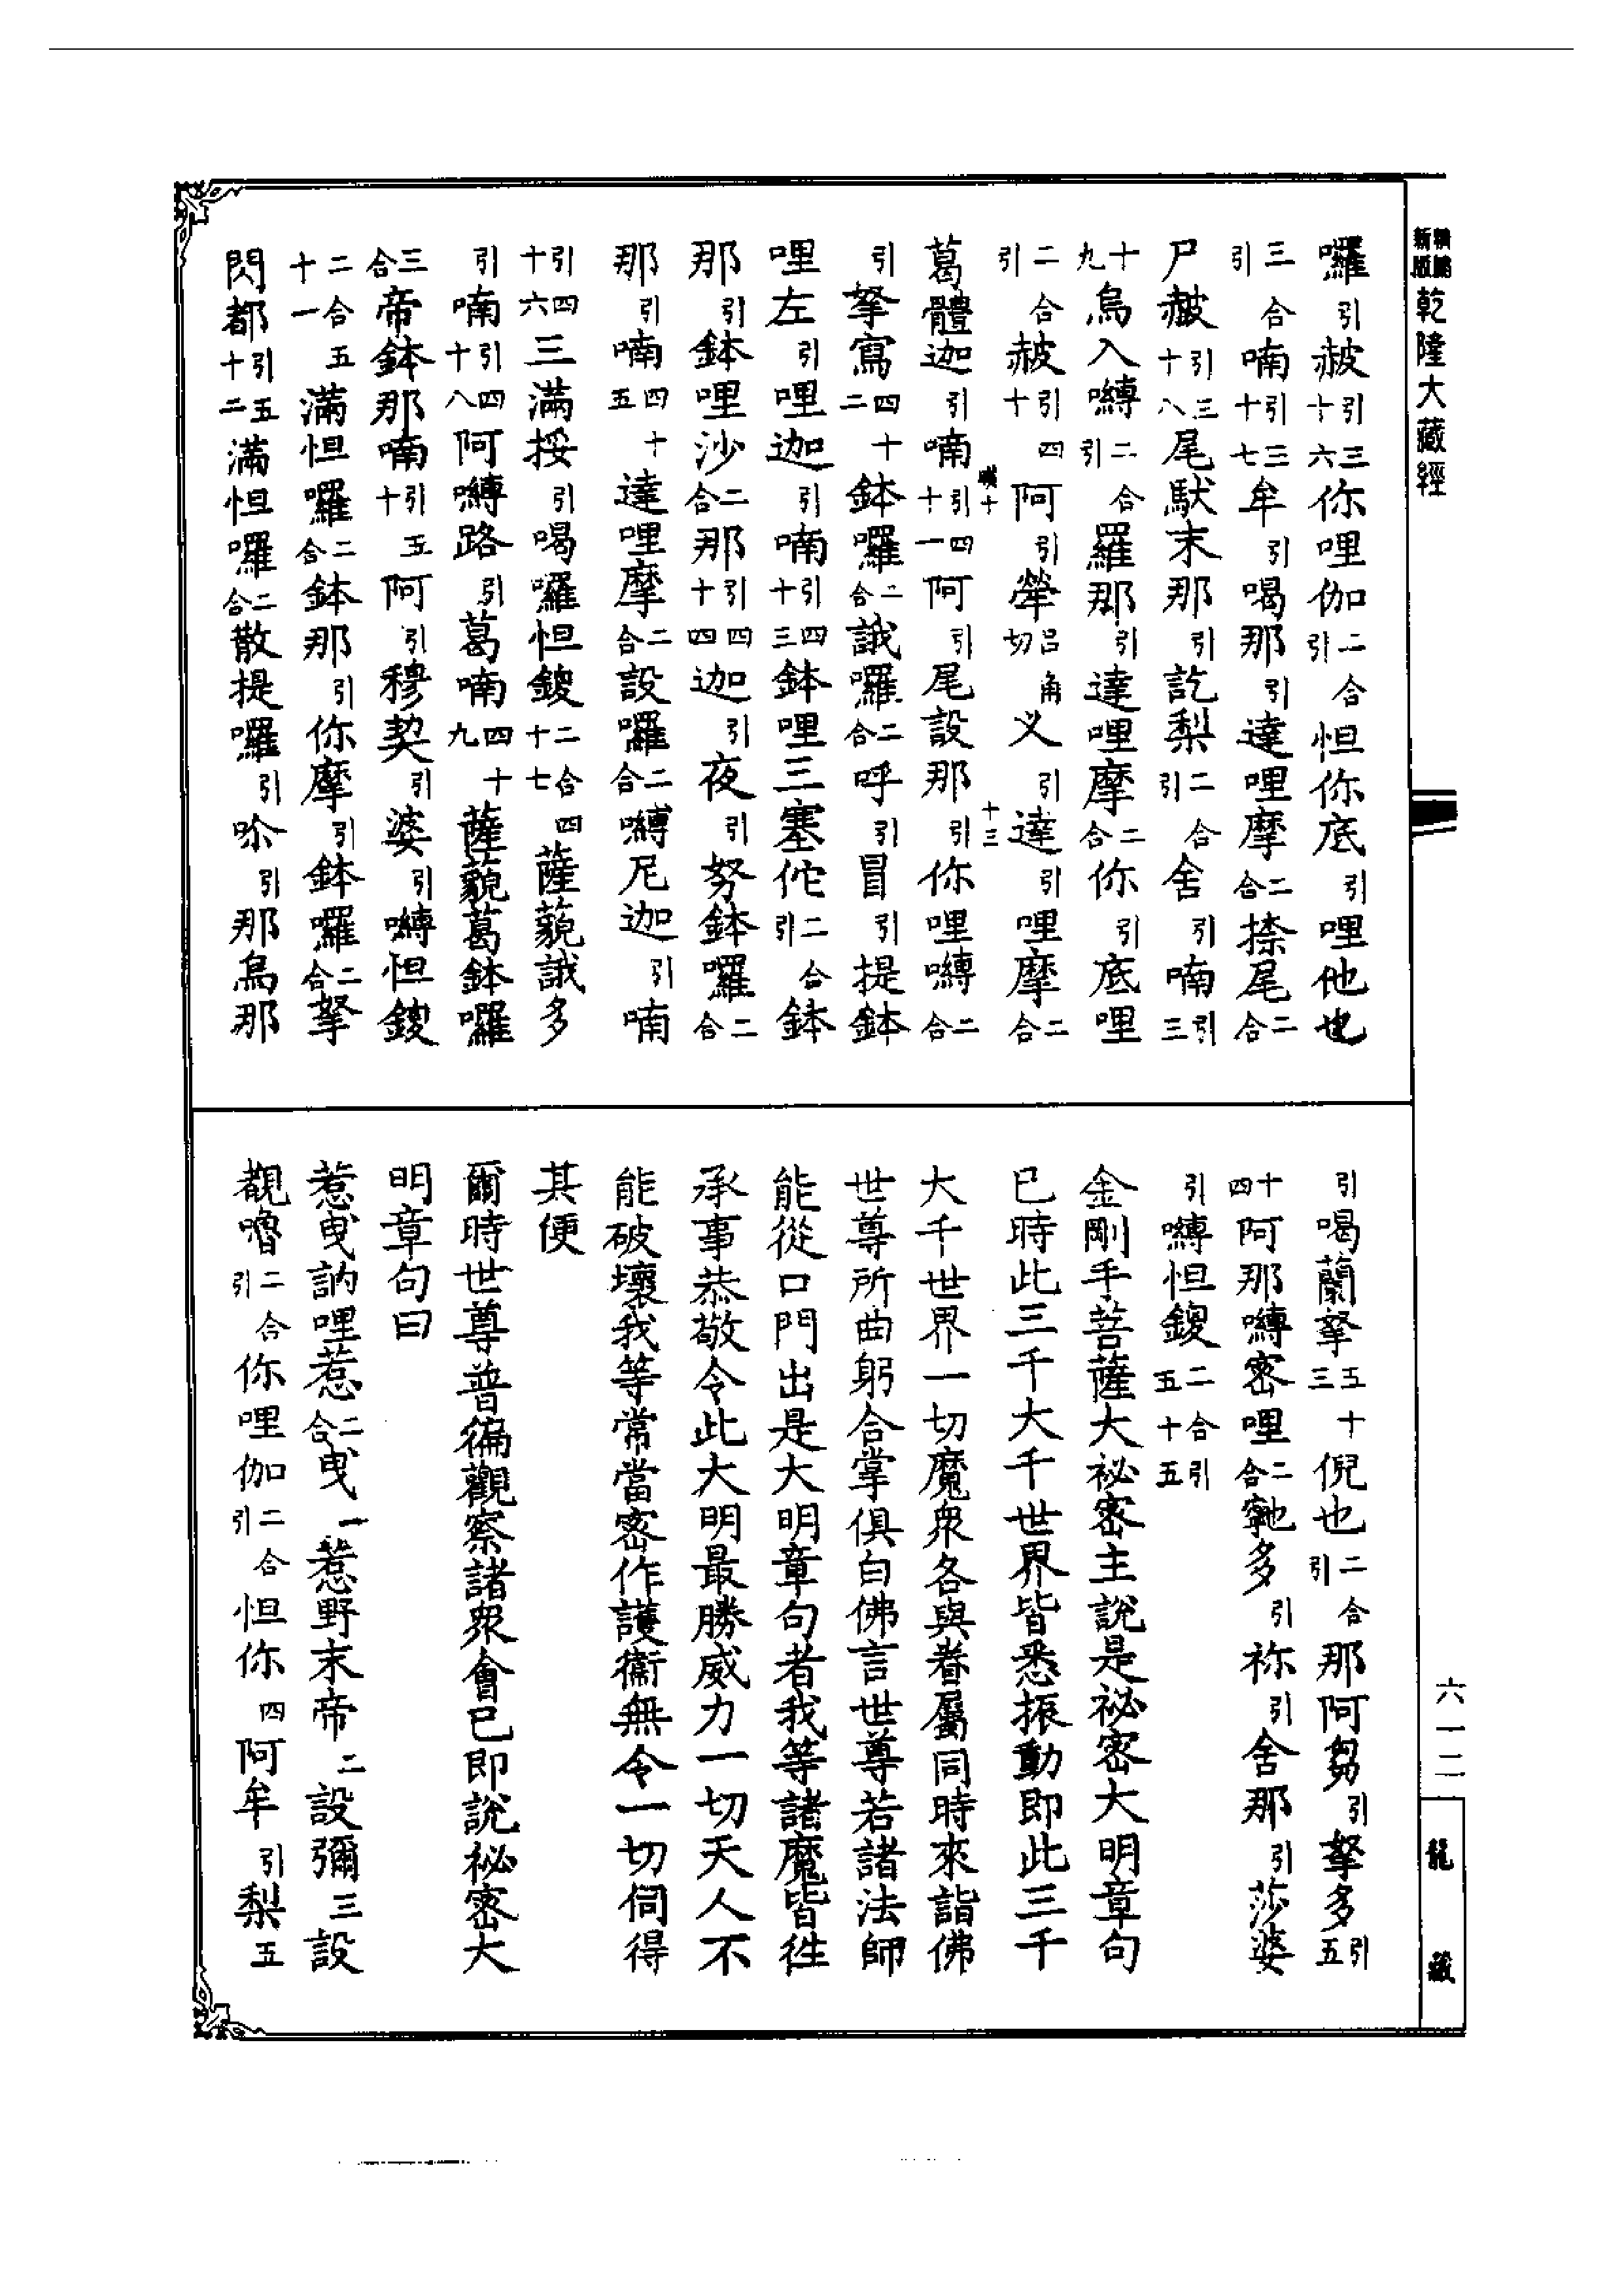 新版精縮乾隆大藏經
囉引赦引三十六你哩伽二合引怛你底引哩他也
三合引喃引三十七牟引喝那引達哩摩二合捺尾二合
尸赦引三十八尾馱末那引訖梨二合引舍引喃引三
十九烏入嚩二合引羅那引達哩摩二合你引底哩
二合引赦引四十阿引犖呂角切义引達引哩摩二合
葛體迦引喃引四十一阿引尾設那引你哩嚩二合
引拏寫四十二鉢囉二合誐囉二合呼引冒引提鉢
哩左引哩迦引喃引四十三鉢哩三塞佗二合引鉢
那引鉢哩沙二合那引四十四迦引夜引努鉢囉二合
那引喃四十五達哩摩二合設囉二合嚩尼迦引喃
引四十六三滿挼引喝囉怛鑁二合四十七薩藐誐多
引喃引四十八阿嚩路引葛喃四十九薩藐葛鉢囉
三合帝鉢那喃引五十阿引穆契引婆引嚩怛鑁
二合五十一滿怛囉二合鉢那引你摩引鉢囉二合拏
閃都引五十二滿怛囉二合散提囉引吤引那烏那
十三
引喝蘭拏五十三倪也二合引那阿芻引拏多引五
十四阿那嚩密哩二合㝹多引祢引舍那引莎婆
引嚩怛鑁二合引五十五
金剛手菩薩大祕密主說是祕密大明章句
已時此三千大千世界皆悉振動即此三千
大千世界一切魔衆各與眷屬同時來詣佛
世尊所曲躬合掌俱白佛言世尊若諸法師
能從口門出是大明章句者我等諸魔皆往
承事恭敬令此大明最勝威力一切天人不
能破壞我等常當密作護衞無令一切伺得
其便
爾時世尊普徧觀察諸衆會已即說祕密大
明章句曰
惹曳訥哩惹二合曳一惹野末帝二設彌三設
覩嚕二合引你哩伽二合引怛你四阿牟引梨五
六一二
龍藏